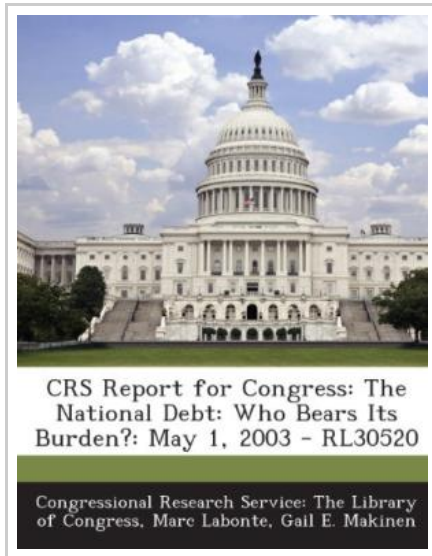 CRS Report for Congress: The
National Debt: Who Bears Its
Burden?: May 1, 2003 - RL30520
Congressional Research Service: The Library
of Congress, Marc Labonte, Gail E. Makinen